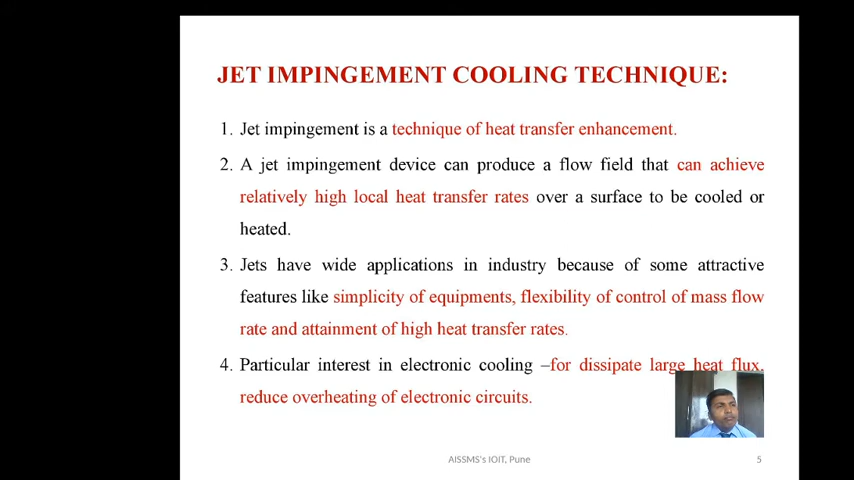 JET IMPINGEMENT COOLING TECHNIQUE:
1. Jet impingement is a technique of heat transfer enhancement.
2. A jet impingement device can produce a flow field that can achieve
relatively high local heat transfer rates over a surface to be cooled or
heated.
3. Jets have wide applications in industry because of some attractive
features like simplicity of equipments, flexibility of control of mass flow
rate and attainment of high heat transfer rates.
4. Particular interest in electronic cooling –for dissipate large heat flux,
reduce overheating of electronic circuits.
AISSMS's IOIT, Pune
5